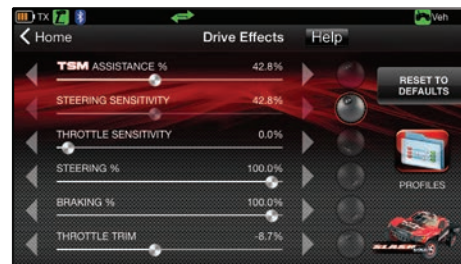 TX
Veh
Home
Drive Effects
Help
TSM ASSISTANCE % 42.8%
STEERING SENSITIVITY 42.8%
THROTTLE SENSITIVITY 0.0%
STEERING % 100.0%
BRAKING % 100.0%
THROTTLE TRIM -8.7%
RESET TO
DEFAULTS
PROFILES
SLASH